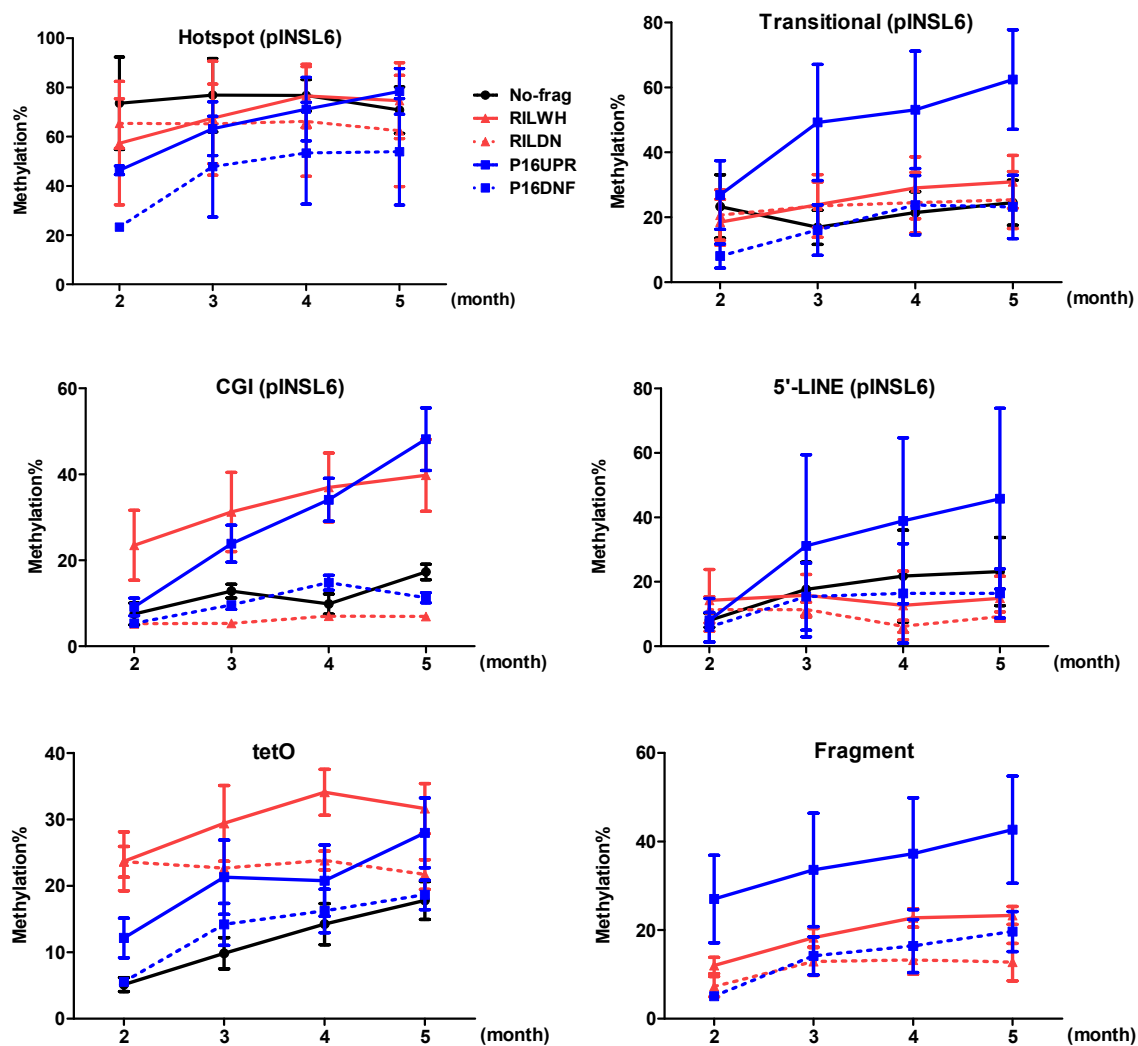 Hotspot (pINSL6)
Methylation%
100
80
60
40
20
0
2 3 4 5 (month)
No-frag
RILWH
RILDN
P16UPR
P16DNF
Transitional (pINSL6)
Methylation%
80
60
40
20
0
2 3 4 5 (month)
CGI (pINSL6)
Methylation%
60
40
20
0
2 3 4 5 (month)
5'-LINE (pINSL6)
Methylation%
80
60
40
20
0
2 3 4 5 (month)
tetO
Methylation%
40
30
20
10
0
2 3 4 5 (month)
Fragment
Methylation%
60
40
20
0
2 3 4 5 (month)